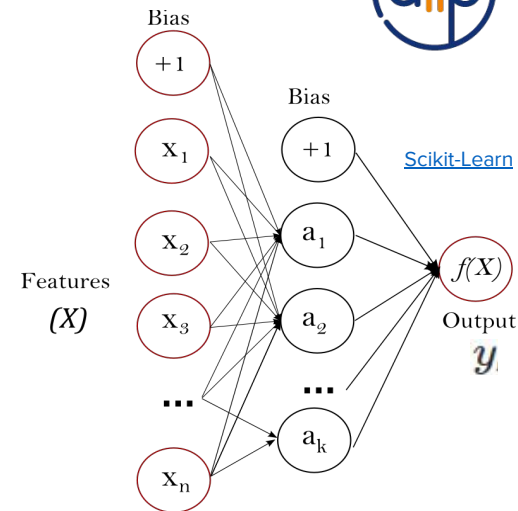 Bias
+1
Bias
x1
+1
Scikit-Learn
a1
x2
f(X)
Features
(X)
x3
a2
Output
y
...
...
ak
xn